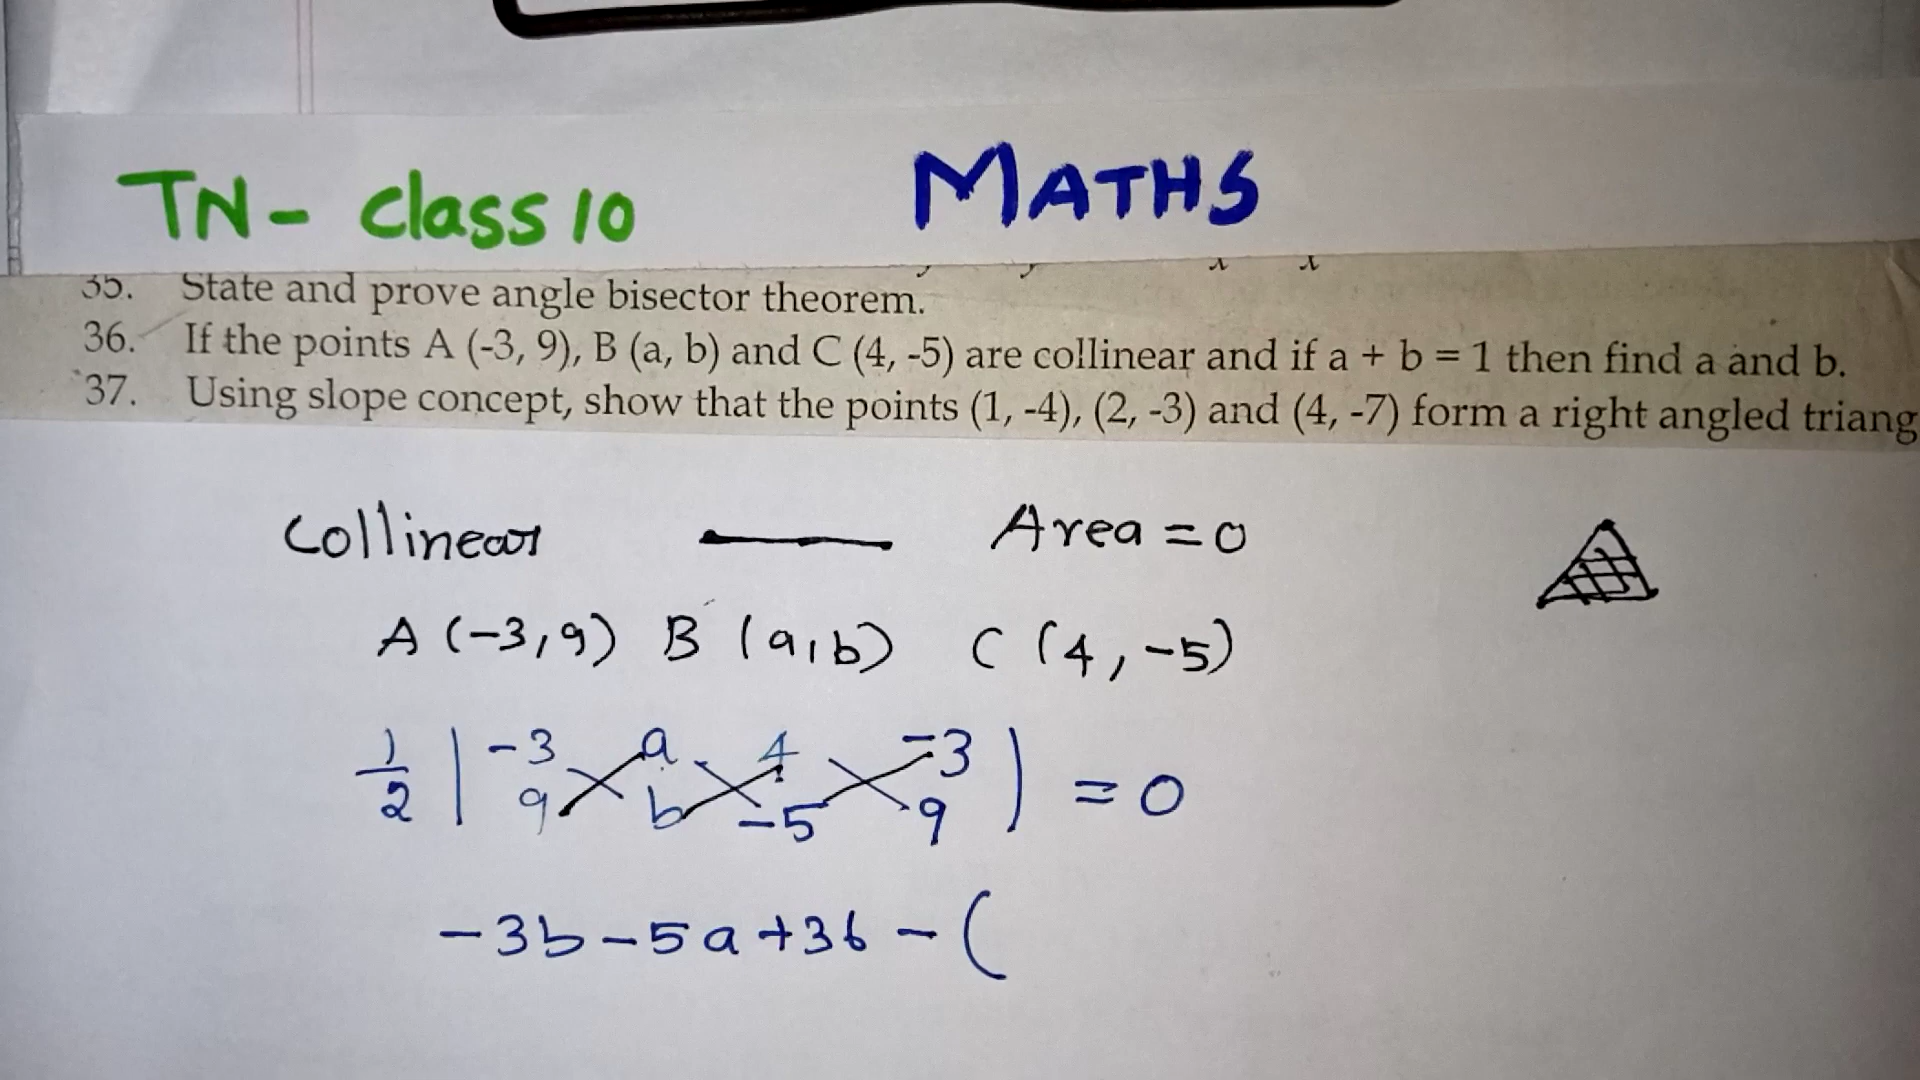 TN- Class 10 MATHS
35. State and prove angle bisector theorem.
36. If the points A (-3, 9), B (a, b) and C (4, -5) are collinear and if a + b = 1 then find a and b.
37. Using slope concept, show that the points (1, -4), (2, -3) and (4, -7) form a right angled triang
Collinear Area = 0
A (-3, 9) B (a, b) C (4, -5)
1/2 | -3 a 4 -3 | = 0
9 b -5 9
-3b - 5a + 36 - (